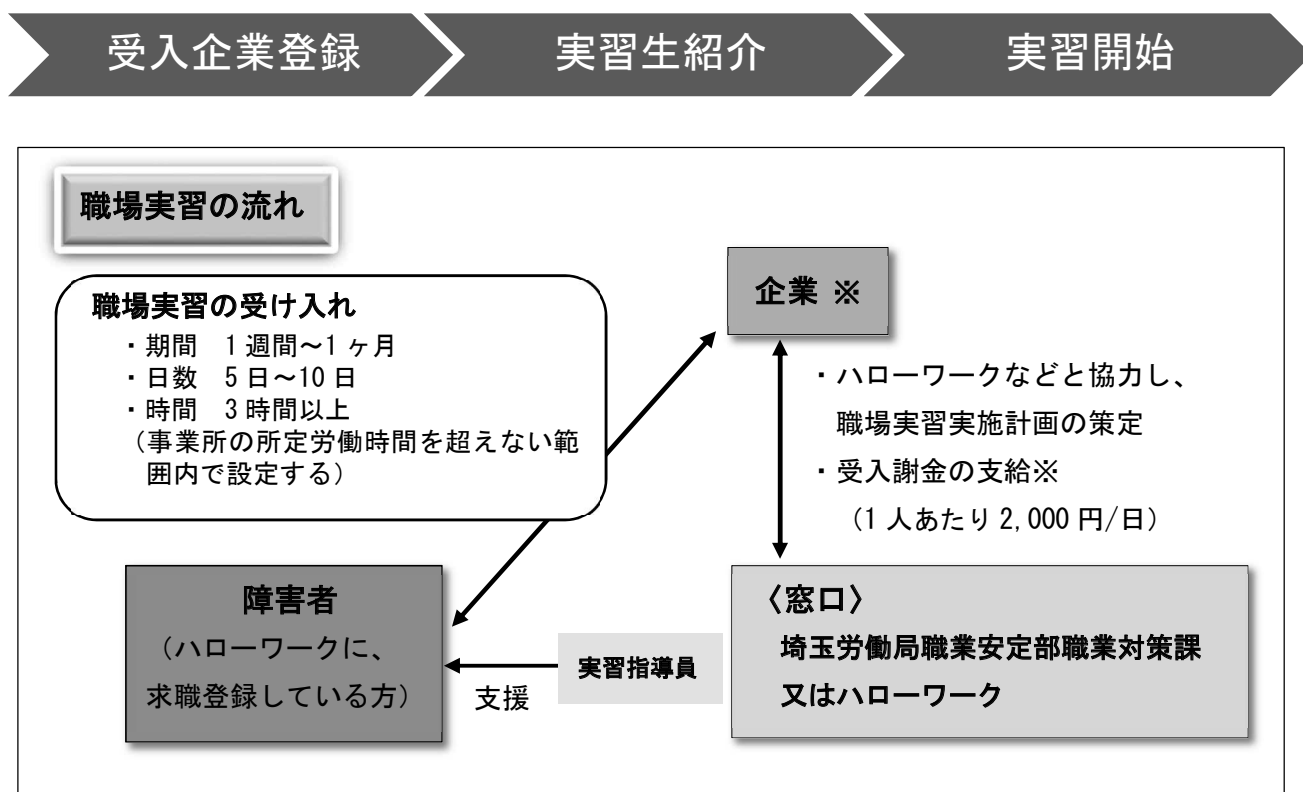 受入企業登録
実習生紹介
実習開始
職場実習の流れ
職場実習の受け入れ
・期間　1週間～1ヶ月
・日数　5日～10日
・時間　3時間以上
（事業所の所定労働時間を超えない範
囲内で設定する）
企業 ※
・ハローワークなどと協力し、
職場実習実施計画の策定
・受入謝金の支給※
（1人あたり2,000円/日）
障害者
（ハローワークに、
求職登録している方）
支援
実習指導員
〈窓口〉
埼玉労働局職業安定部職業対策課
又はハローワーク